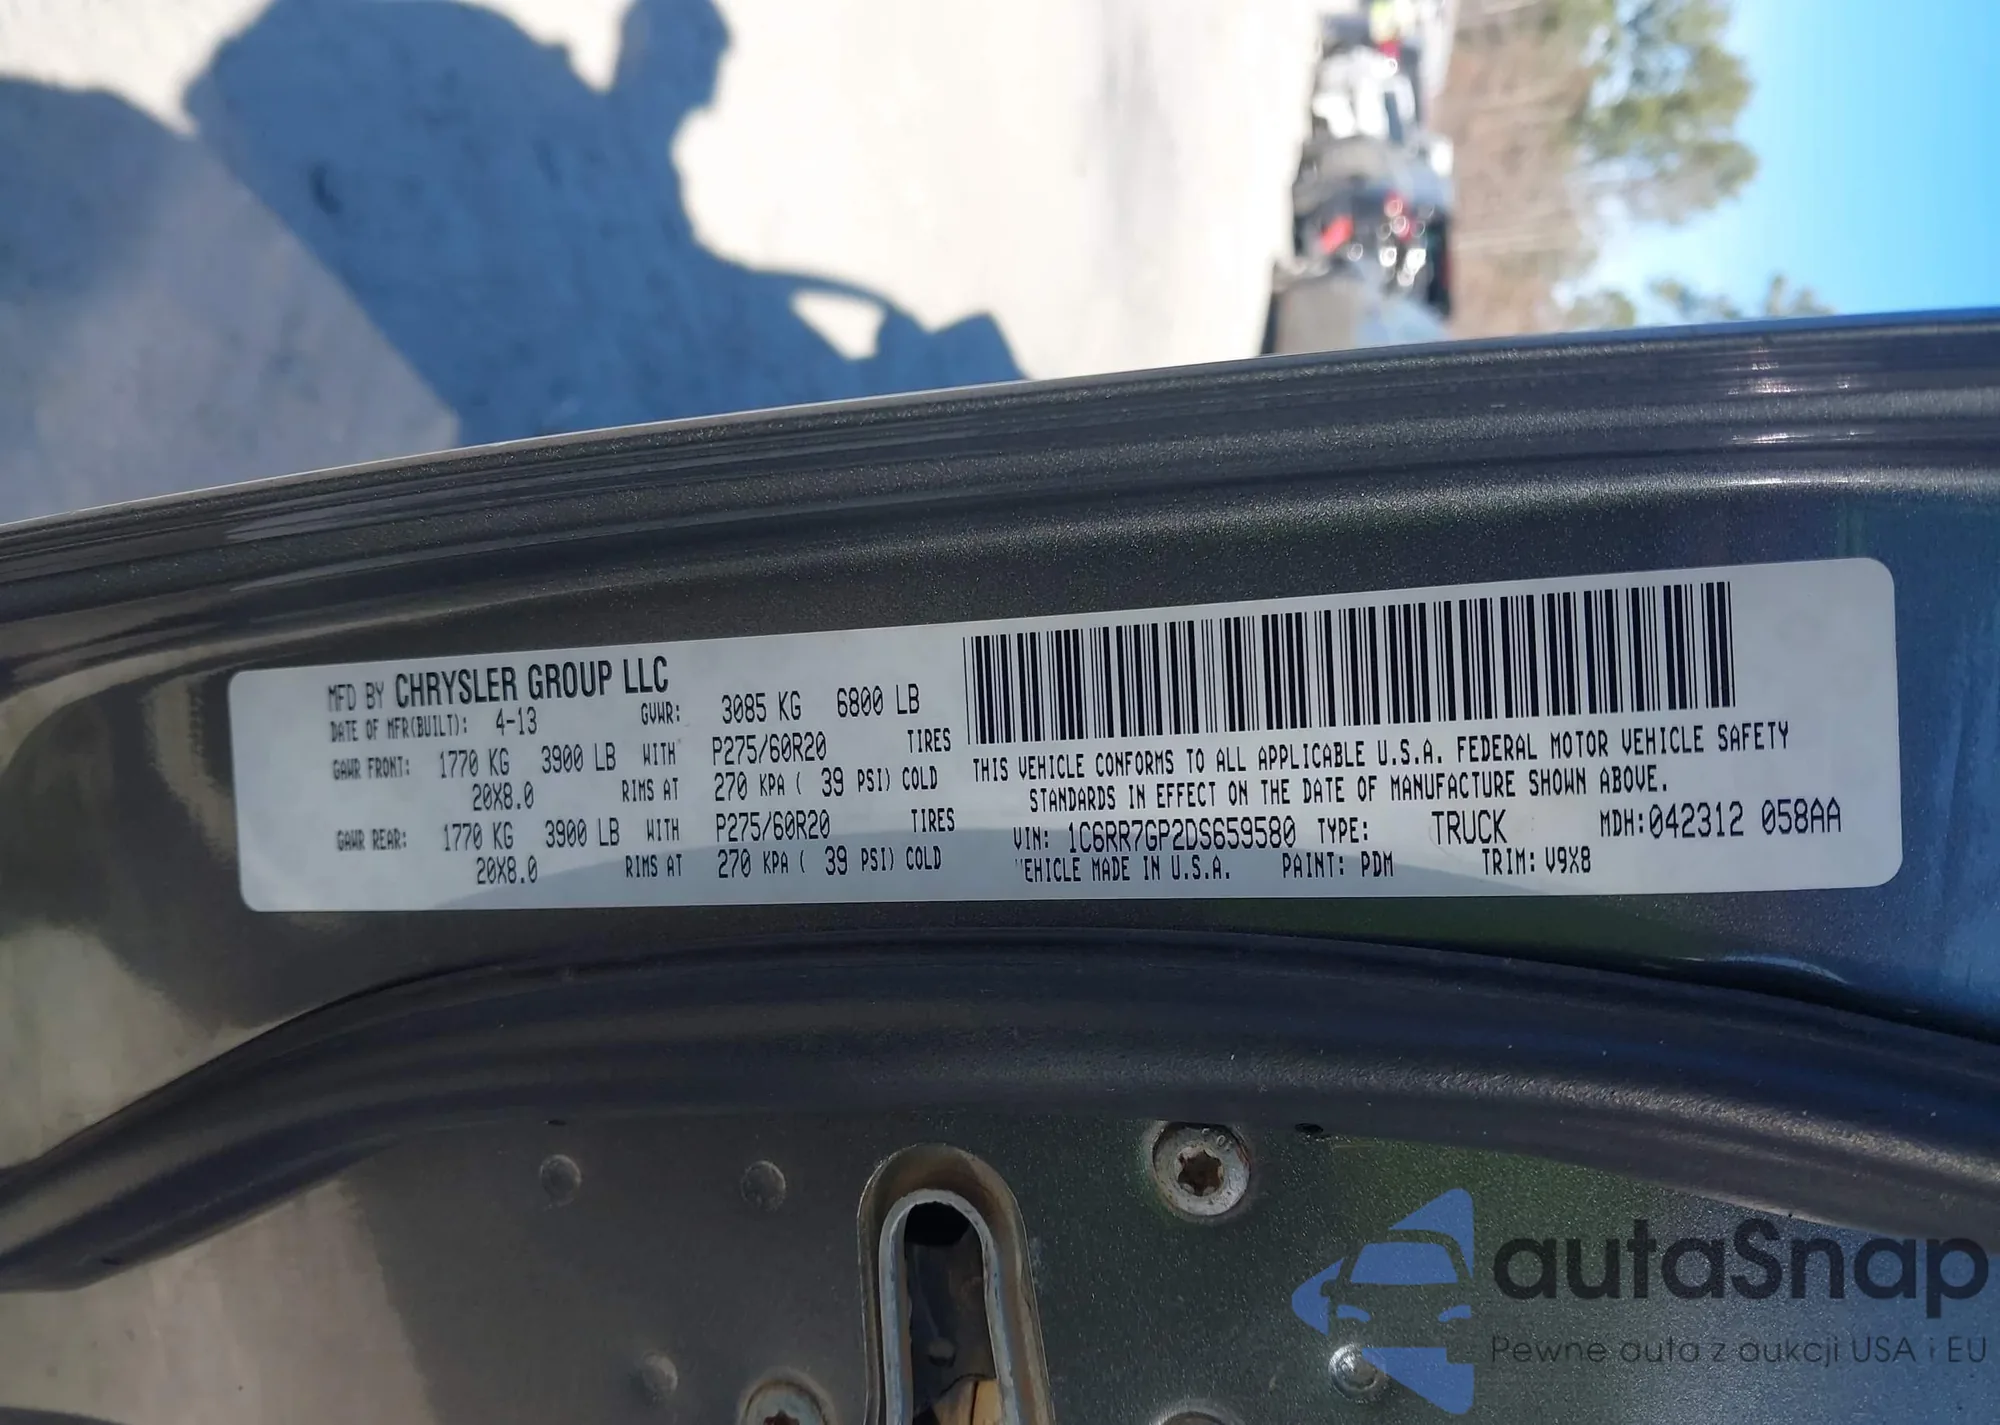 MFD BY CHRYSLER GROUP LLC
DATE OF MFR(BUILT): 4-13 GVWR: 3085 KG 6800 LB
GAWR FRONT: 1770 KG 3900 LB WITH P275/60R20 TIRES
20X8.0 RIMS AT 270 KPA ( 39 PSI) COLD
GAWR REAR: 1770 KG 3900 LB WITH P275/60R20 TIRES
20X8.0 RIMS AT 270 KPA ( 39 PSI) COLD
THIS VEHICLE CONFORMS TO ALL APPLICABLE U.S.A. FEDERAL MOTOR VEHICLE SAFETY
STANDARDS IN EFFECT ON THE DATE OF MANUFACTURE SHOWN ABOVE.
VIN: 1C6RR7GP2DS659580 TYPE: TRUCK MDH:042312 058AA
VEHICLE MADE IN U.S.A. PAINT: PDM TRIM: V9X8
autaSnap
Pewne auta z aukcji USA i EU